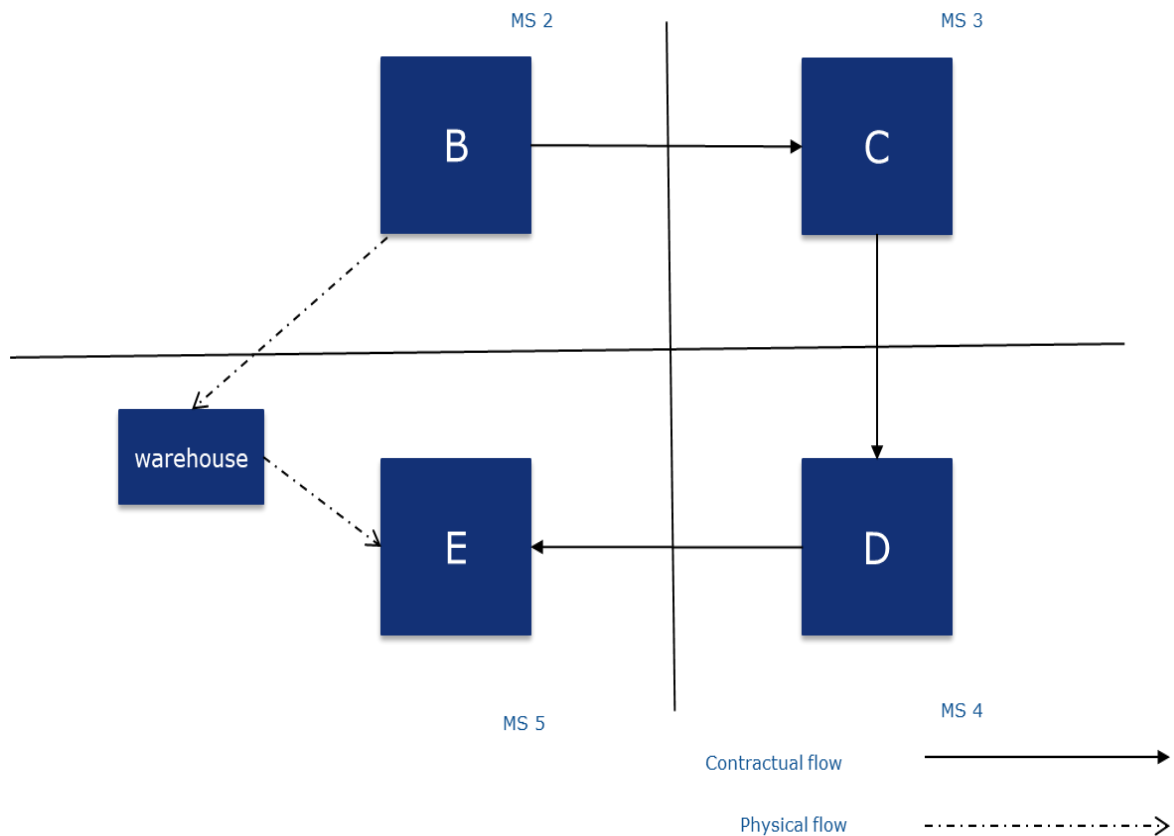 MS 2
MS 3
B
C
warehouse
E
D
MS 5
MS 4
Contractual flow
Physical flow